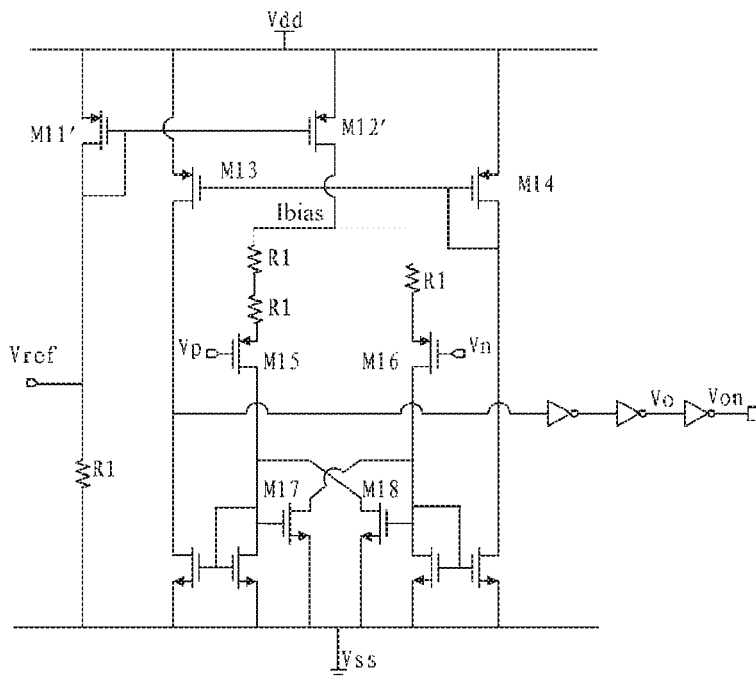 Vdd
M11'
M12'
M13
M14
Ibias
R1
R1
R1
Vp
M15
M16
Vn
Vref
Vo
Von
R1
M17
M18
Vss